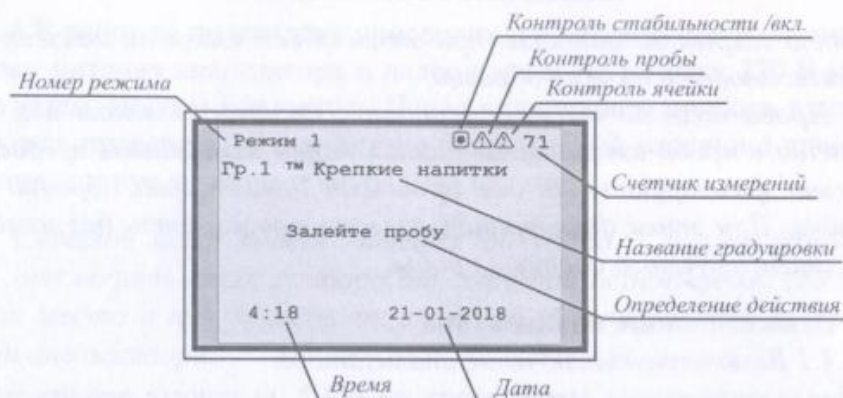 Контроль стабильности /вкл.
Контроль пробы
Контроль ячейки
Номер режима
Режим 1 71
Гр.1 ™ Крепкие напитки
Счетчик измерений
Залейте пробу
Название градуировки
Определение действия
4:18 21-01-2018
Время Дата